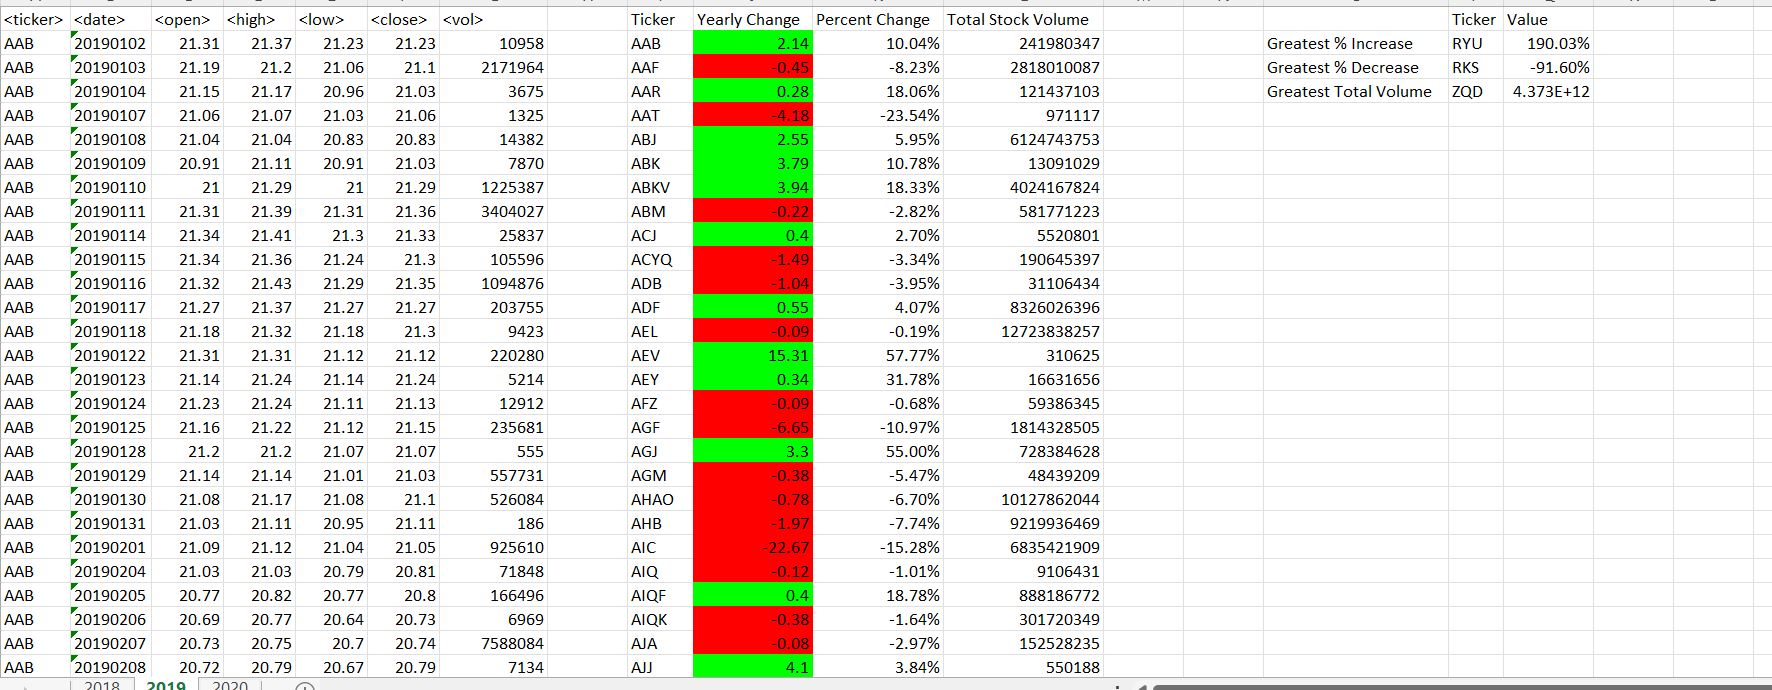 <ticker> <date> <open> <high> <low> <close> <vol> Ticker Yearly Change Percent Change Total Stock Volume Ticker Value
AAB 20190102 21.31 21.37 21.23 21.23 10958 AAB 2.14 10.04% 241980347 Greatest % Increase RYU 190.03%
AAB 20190103 21.19 21.2 21.06 21.1 2171964 AAF -0.45 -8.23% 2818010087 Greatest % Decrease RKS -91.60%
AAB 20190104 21.15 21.17 20.96 21.03 3675 AAR 0.28 18.06% 121437103 Greatest Total Volume ZQD 4.373E+12
AAB 20190107 21.06 21.07 21.03 21.06 1325 AAT -4.18 -23.54% 971117
AAB 20190108 21.04 21.04 20.83 20.83 14382 ABJ 2.55 5.95% 6124743753
AAB 20190109 20.91 21.11 20.91 21.03 7870 ABK 3.79 10.78% 13091029
AAB 20190110 21 21.29 21 21.29 1225387 ABKV 3.94 18.33% 4024167824
AAB 20190111 21.31 21.39 21.31 21.36 3404027 ABM -0.22 -2.82% 581771223
AAB 20190114 21.34 21.41 21.3 21.33 25837 ACJ 0.4 2.70% 5520801
AAB 20190115 21.34 21.36 21.24 21.3 105596 ACYQ -1.49 -3.34% 190645397
AAB 20190116 21.32 21.43 21.29 21.35 1094876 ADB -1.04 -3.95% 31106434
AAB 20190117 21.27 21.37 21.27 21.27 203755 ADF 0.55 4.07% 8326026396
AAB 20190118 21.18 21.32 21.18 21.3 9423 AEL -0.09 -0.19% 12723838257
AAB 20190122 21.31 21.31 21.12 21.12 220280 AEV 15.31 57.77% 310625
AAB 20190123 21.14 21.24 21.14 21.24 5214 AEY 0.34 31.78% 16631656
AAB 20190124 21.23 21.24 21.11 21.13 12912 AFZ -0.09 -0.68% 59386345
AAB 20190125 21.16 21.22 21.12 21.15 235681 AGF -6.65 -10.97% 1814328505
AAB 20190128 21.2 21.2 21.07 21.07 555 AGJ 3.3 55.00% 728384628
AAB 20190129 21.14 21.14 21.01 21.03 557731 AGM -0.38 -5.47% 48439209
AAB 20190130 21.08 21.17 21.08 21.1 526084 AHAO -0.78 -6.70% 10127862044
AAB 20190131 21.03 21.11 20.95 21.11 186 AHB -1.97 -7.74% 9219936469
AAB 20190201 21.09 21.12 21.04 21.05 925610 AIC -22.67 -15.28% 6835421909
AAB 20190204 21.03 21.03 20.79 20.81 71848 AIQ -0.12 -1.01% 9106431
AAB 20190205 20.77 20.82 20.77 20.8 166496 AIQF 0.4 18.78% 888186772
AAB 20190206 20.69 20.77 20.64 20.73 6969 AIQK -0.38 -1.64% 301720349
AAB 20190207 20.73 20.75 20.7 20.74 7588084 AJA -0.08 -2.97% 152528235
AAB 20190208 20.72 20.79 20.67 20.79 7134 AJJ 4.1 3.84% 550188
2018 2019 2020